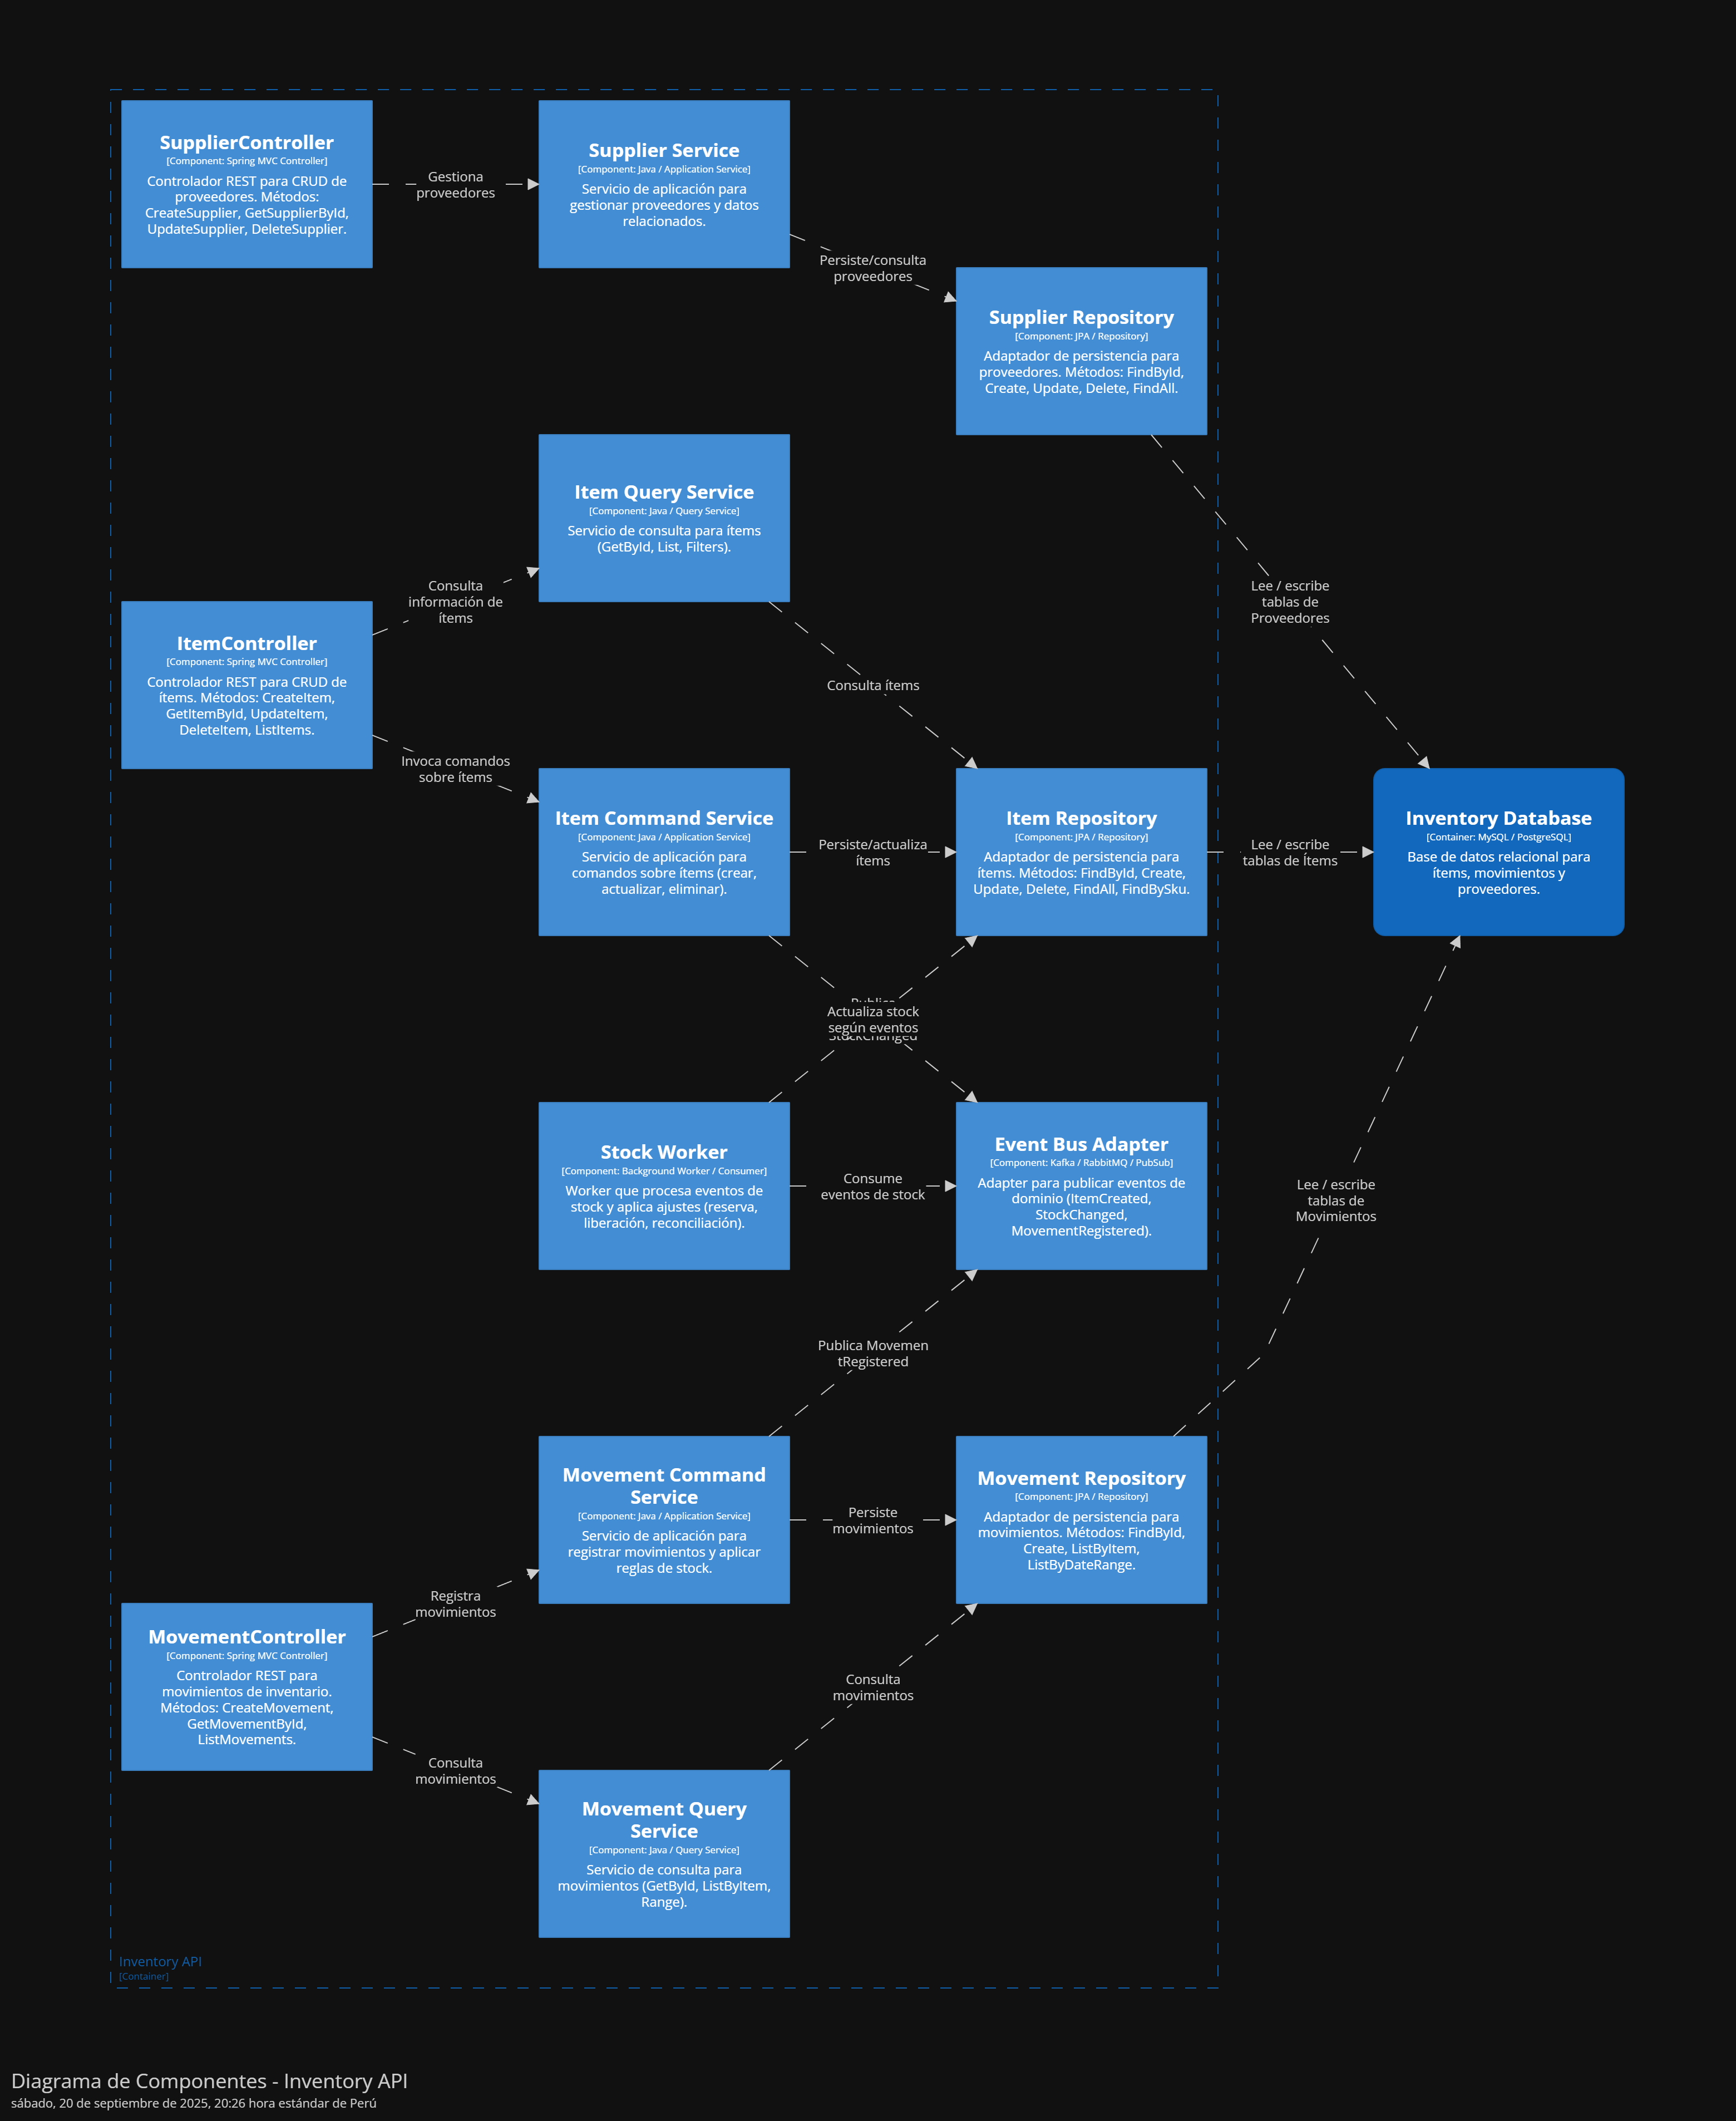 SupplierController
[Component: Spring MVC Controller]
Controlador REST para CRUD de
proveedores. Métodos:
CreateSupplier, GetSupplierById,
UpdateSupplier, DeleteSupplier.
Gestiona
proveedores
Supplier Service
[Component: Java / Application Service]
Servicio de aplicación para
gestionar proveedores y datos
relacionados.
Persiste/consulta
proveedores
Supplier Repository
[Component: JPA / Repository]
Adaptador de persistencia para
proveedores. Métodos: FindById,
Create, Update, Delete, FindAll.
Item Query Service
[Component: Java / Query Service]
Servicio de consulta para ítems
(GetById, List, Filters).
Consulta
información de
ítems
Lee / escribe
tablas de
Proveedores
ItemController
[Component: Spring MVC Controller]
Controlador REST para CRUD de
ítems. Métodos: CreateItem,
GetItemById, UpdateItem,
DeleteItem, ListItems.
Consulta ítems
Invoca comandos
sobre ítems
Item Command Service
[Component: Java / Application Service]
Servicio de aplicación para
comandos sobre ítems (crear,
actualizar, eliminar).
Persiste/actualiza
ítems
Item Repository
[Component: JPA / Repository]
Adaptador de persistencia para
ítems. Métodos: FindById, Create,
Update, Delete, FindAll, FindBySku.
Lee / escribe
tablas de Ítems
Inventory Database
[Container: MySQL / PostgreSQL]
Base de datos relacional para
ítems, movimientos y
proveedores.
Actualiza stock
según eventos
StockChanged
Stock Worker
[Component: Background Worker / Consumer]
Worker que procesa eventos de
stock y aplica ajustes (reserva,
liberación, reconciliación).
Consume
eventos de stock
Event Bus Adapter
[Component: Kafka / RabbitMQ / PubSub]
Adapter para publicar eventos de
dominio (ItemCreated,
StockChanged,
MovementRegistered).
Lee / escribe
tablas de
Movimientos
Publica Movemen
tRegistered
Movement Command
Service
[Component: Java / Application Service]
Servicio de aplicación para
registrar movimientos y aplicar
reglas de stock.
Persiste
movimientos
Movement Repository
[Component: JPA / Repository]
Adaptador de persistencia para
movimientos. Métodos: FindById,
Create, ListByItem,
ListByDateRange.
Registra
movimientos
MovementController
[Component: Spring MVC Controller]
Controlador REST para
movimientos de inventario.
Métodos: CreateMovement,
GetMovementById,
ListMovements.
Consulta
movimientos
Consulta
movimientos
Movement Query
Service
[Component: Java / Query Service]
Servicio de consulta para
movimientos (GetById, ListByItem,
Range).
Inventory API
[Container]
Diagrama de Componentes - Inventory API
sábado, 20 de septiembre de 2025, 20:26 hora estándar de Perú